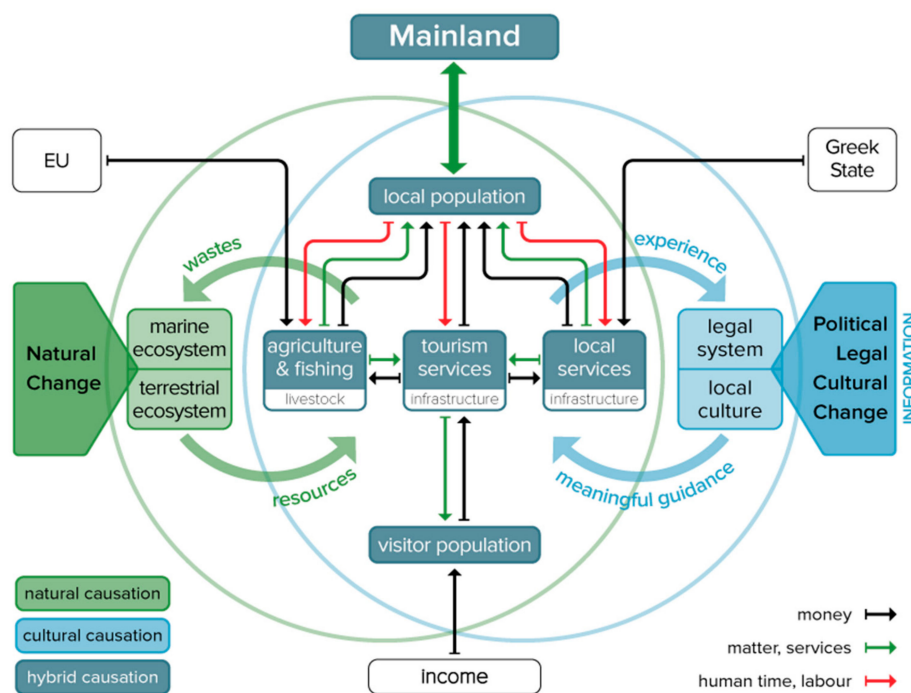 Mainland
EU
Greek
State
local population
wastes
experience
Natural
Change
marine
ecosystem
terrestrial
ecosystem
agriculture
& fishing
livestock
tourism
services
infrastructure
local
services
infrastructure
legal
system
local
culture
Political
Legal
Cultural
Change
INFORMATION
resources
meaningful guidance
visitor population
income
natural causation
cultural causation
hybrid causation
money
matter, services
human time, labour